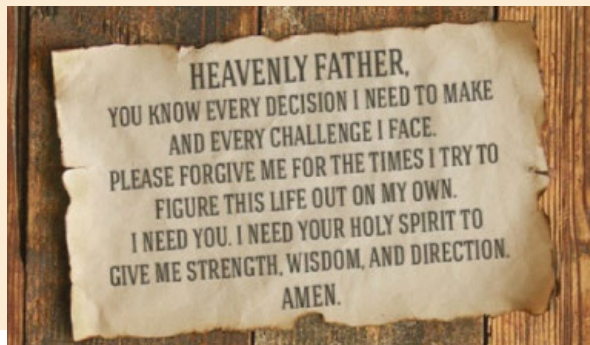 HEAVENLY FATHER,
YOU KNOW EVERY DECISION I NEED TO MAKE
AND EVERY CHALLENGE I FACE.
PLEASE FORGIVE ME FOR THE TIMES I TRY TO
FIGURE THIS LIFE OUT ON MY OWN.
I NEED YOU. I NEED YOUR HOLY SPIRIT TO
GIVE ME STRENGTH, WISDOM, AND DIRECTION.
AMEN.